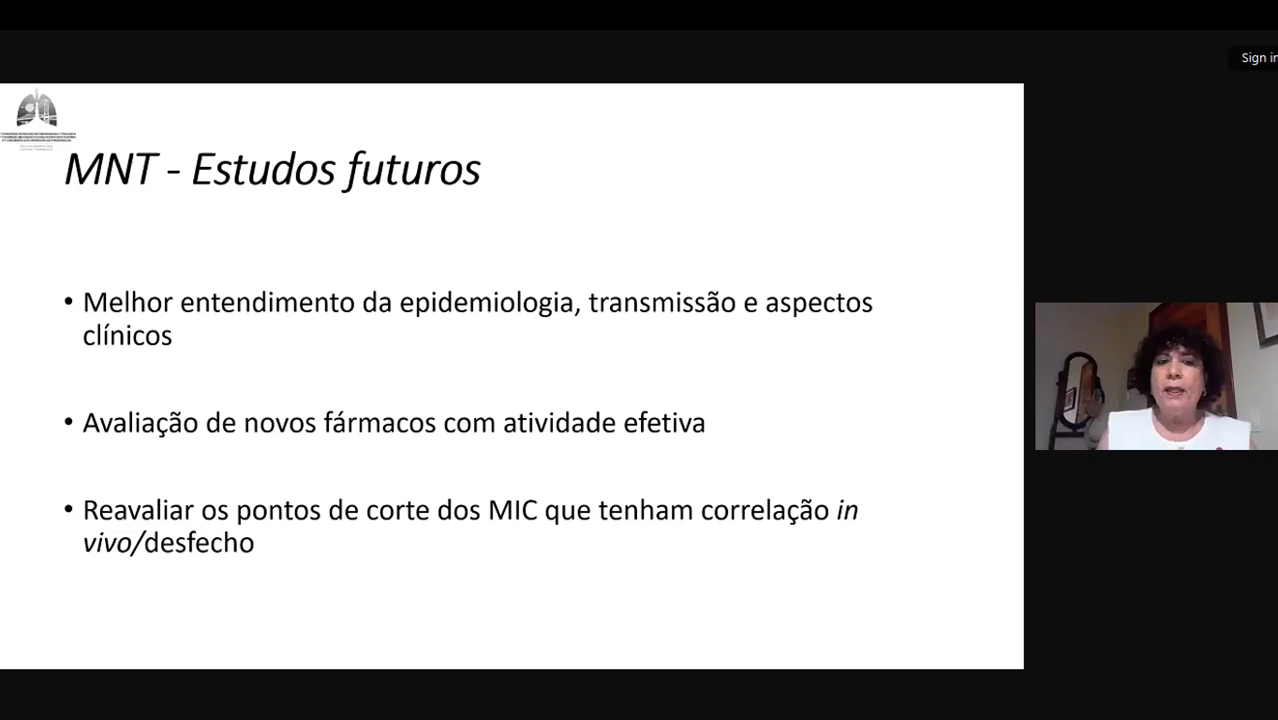 Sign in
MNT - Estudos futuros
• Melhor entendimento da epidemiologia, transmissão e aspectos
clínicos
• Avaliação de novos fármacos com atividade efetiva
• Reavaliar os pontos de corte dos MIC que tenham correlação in
vivo/desfecho